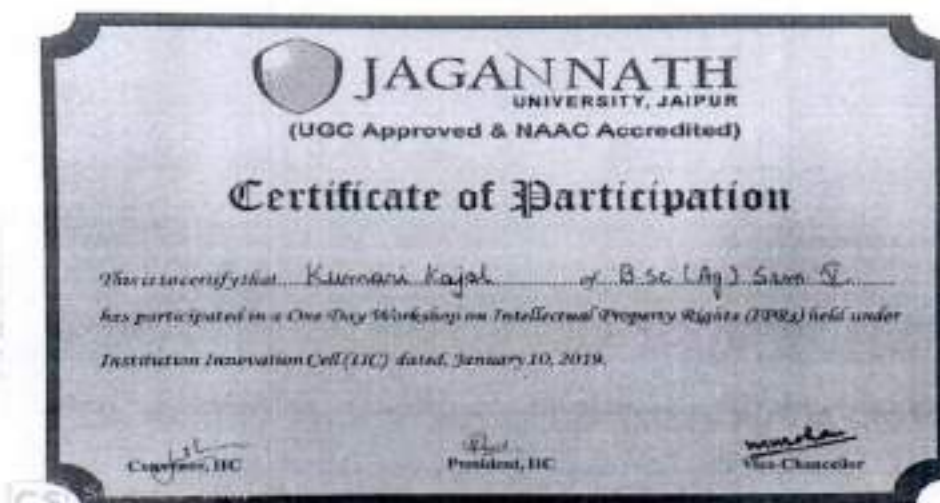 JAGANNATH
UNIVERSITY, JAIPUR
(UGC Approved & NAAC Accredited)
Certificate of Participation
This is to certify that Kumari Kajal of B.Sc (Ag) Sem V.
has participated in a One Day Workshop on Intellectual Property Rights (IPRs) held under
Institution Innovation Cell (IIC) dated, January 10, 2019.
Convenor, IIC President, IIC Vice-Chancellor
CS